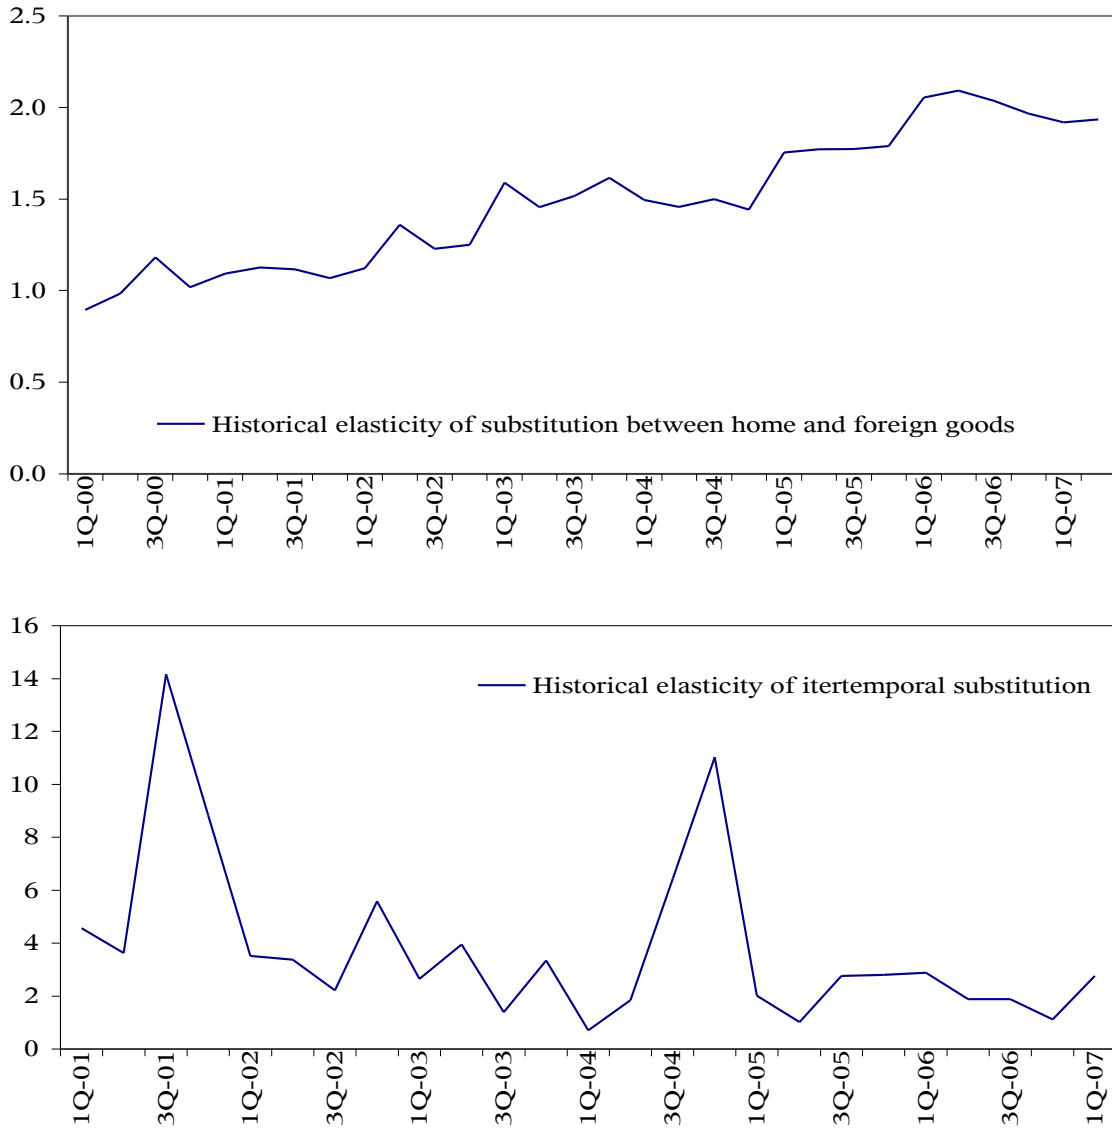 2.5
2.0
1.5
1.0
0.5
0.0
Historical elasticity of substitution between home and foreign goods
1Q-00
3Q-00
1Q-01
3Q-01
1Q-02
3Q-02
1Q-03
3Q-03
1Q-04
3Q-04
1Q-05
3Q-05
1Q-06
3Q-06
1Q-07
16
14
12
10
8
6
4
2
0
Historical elasticity of itertemporal substitution
1Q-01
3Q-01
1Q-02
3Q-02
1Q-03
3Q-03
1Q-04
3Q-04
1Q-05
3Q-05
1Q-06
3Q-06
1Q-07